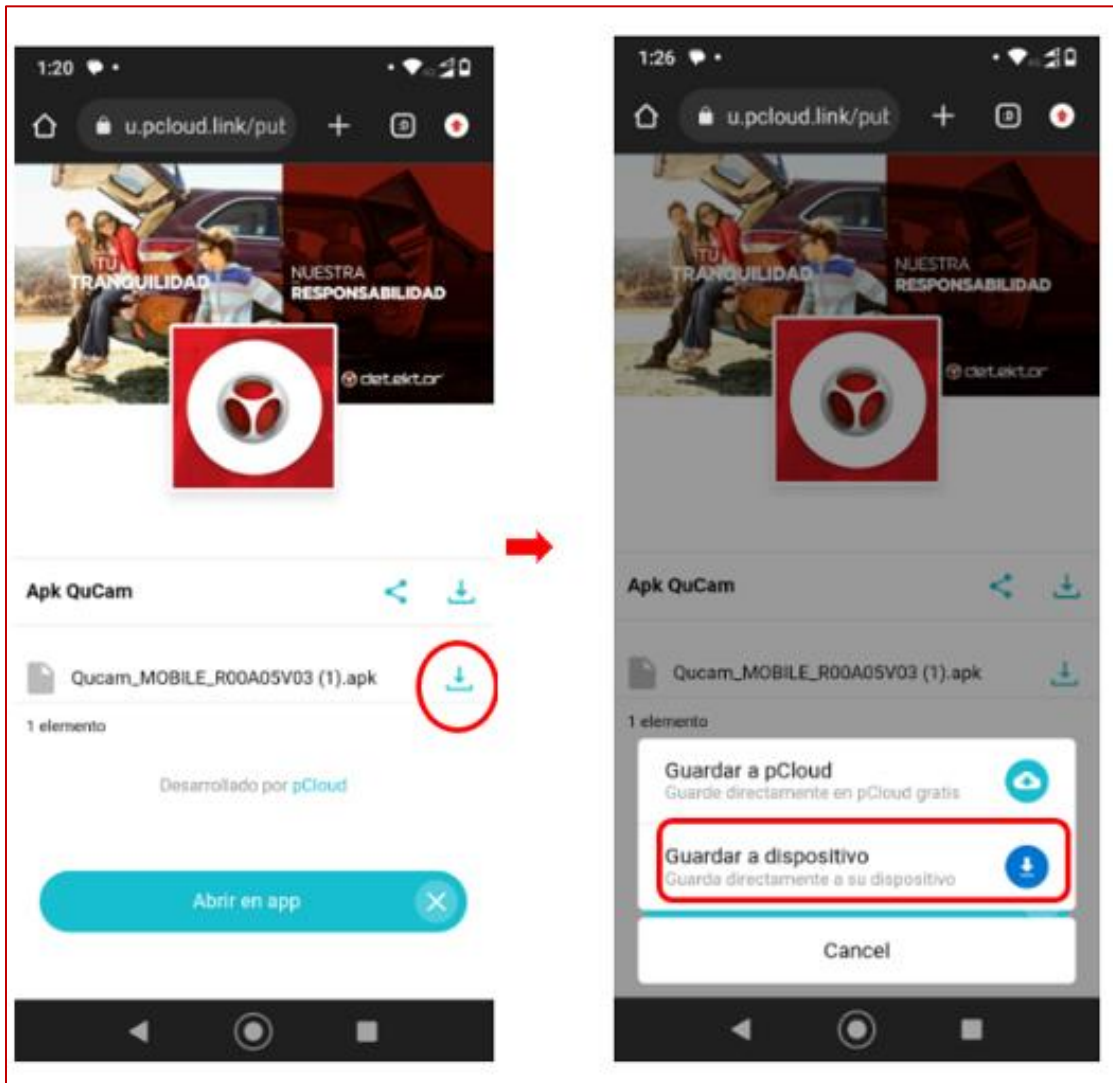 1:20
u.pcloud.link/put
TU
TRANQUILIDAD
NUESTRA
RESPONSABILIDAD
detektor
Apk QuCam
Qucam_MOBILE_R00A05V03 (1).apk
1 elemento
Desarrollado por pCloud
Abrir en app
1:26
u.pcloud.link/put
TU
TRANQUILIDAD
NUESTRA
RESPONSABILIDAD
detektor
Apk QuCam
Qucam_MOBILE_R00A05V03 (1).apk
1 elemento
Guardar a pCloud
Guarde directamente en pCloud gratis
Guardar a dispositivo
Guarda directamente a su dispositivo
Cancel